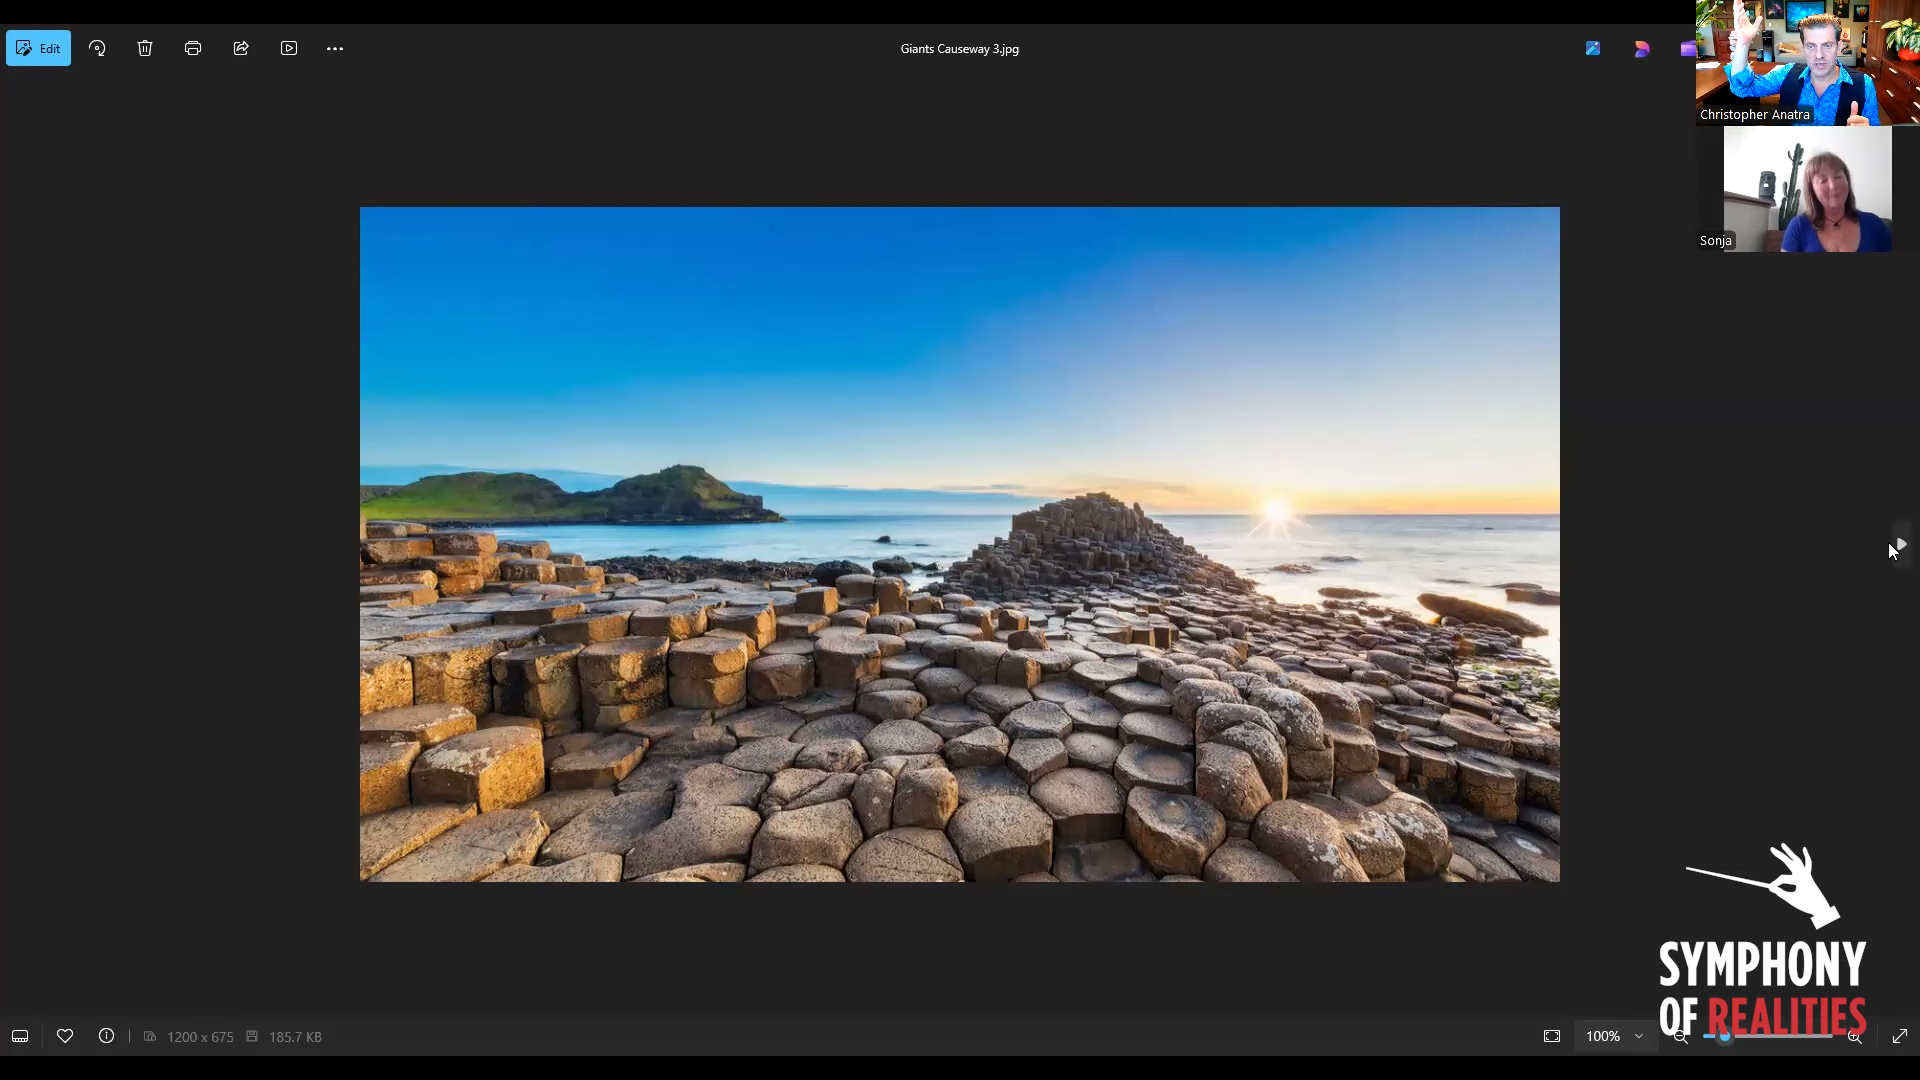 Edit
Giants Causeway 3.jpg
Christopher Anatra
Sonja
SYMPHONY
OF REALITIES
1200 x 675
185.7 KB
100%